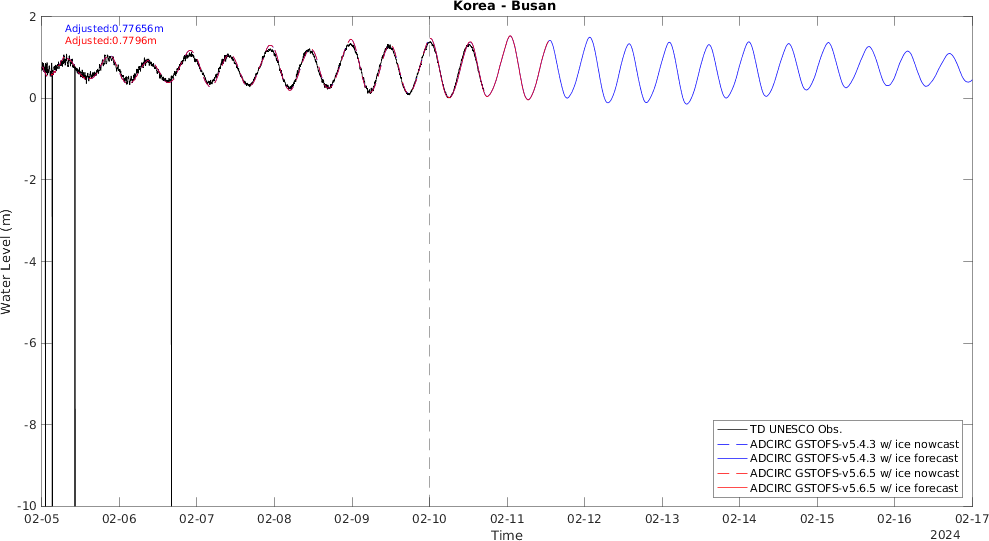 Korea - Busan
Adjusted:0.77656m
Adjusted:0.7796m
2
0
-2
-4
-6
-8
-10
Water Level (m)
02-05 02-06 02-07 02-08 02-09 02-10 02-11 02-12 02-13 02-14 02-15 02-16 02-17
Time
2024
TD UNESCO Obs.
ADCIRC GSTOFS-v5.4.3 w/ ice nowcast
ADCIRC GSTOFS-v5.4.3 w/ ice forecast
ADCIRC GSTOFS-v5.6.5 w/ ice nowcast
ADCIRC GSTOFS-v5.6.5 w/ ice forecast